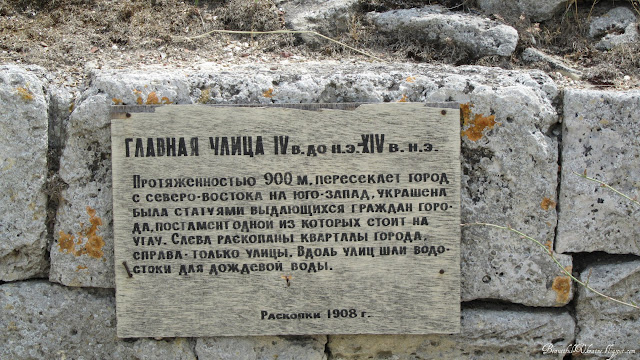 ГЛАВНАЯ УЛИЦА IV в. до н.э.-XIV в. н.э.
Протяженностью 900 м, пересекает город
с северо-востока на юго-запад, украшена
была статуями выдающихся граждан горо-
да, постамент одной из которых стоит на
углу. Слева раскопаны кварталы города,
справа-только улицы. Вдоль улиц шли водо-
стоки для дождевой воды.
Раскопки 1908 г.